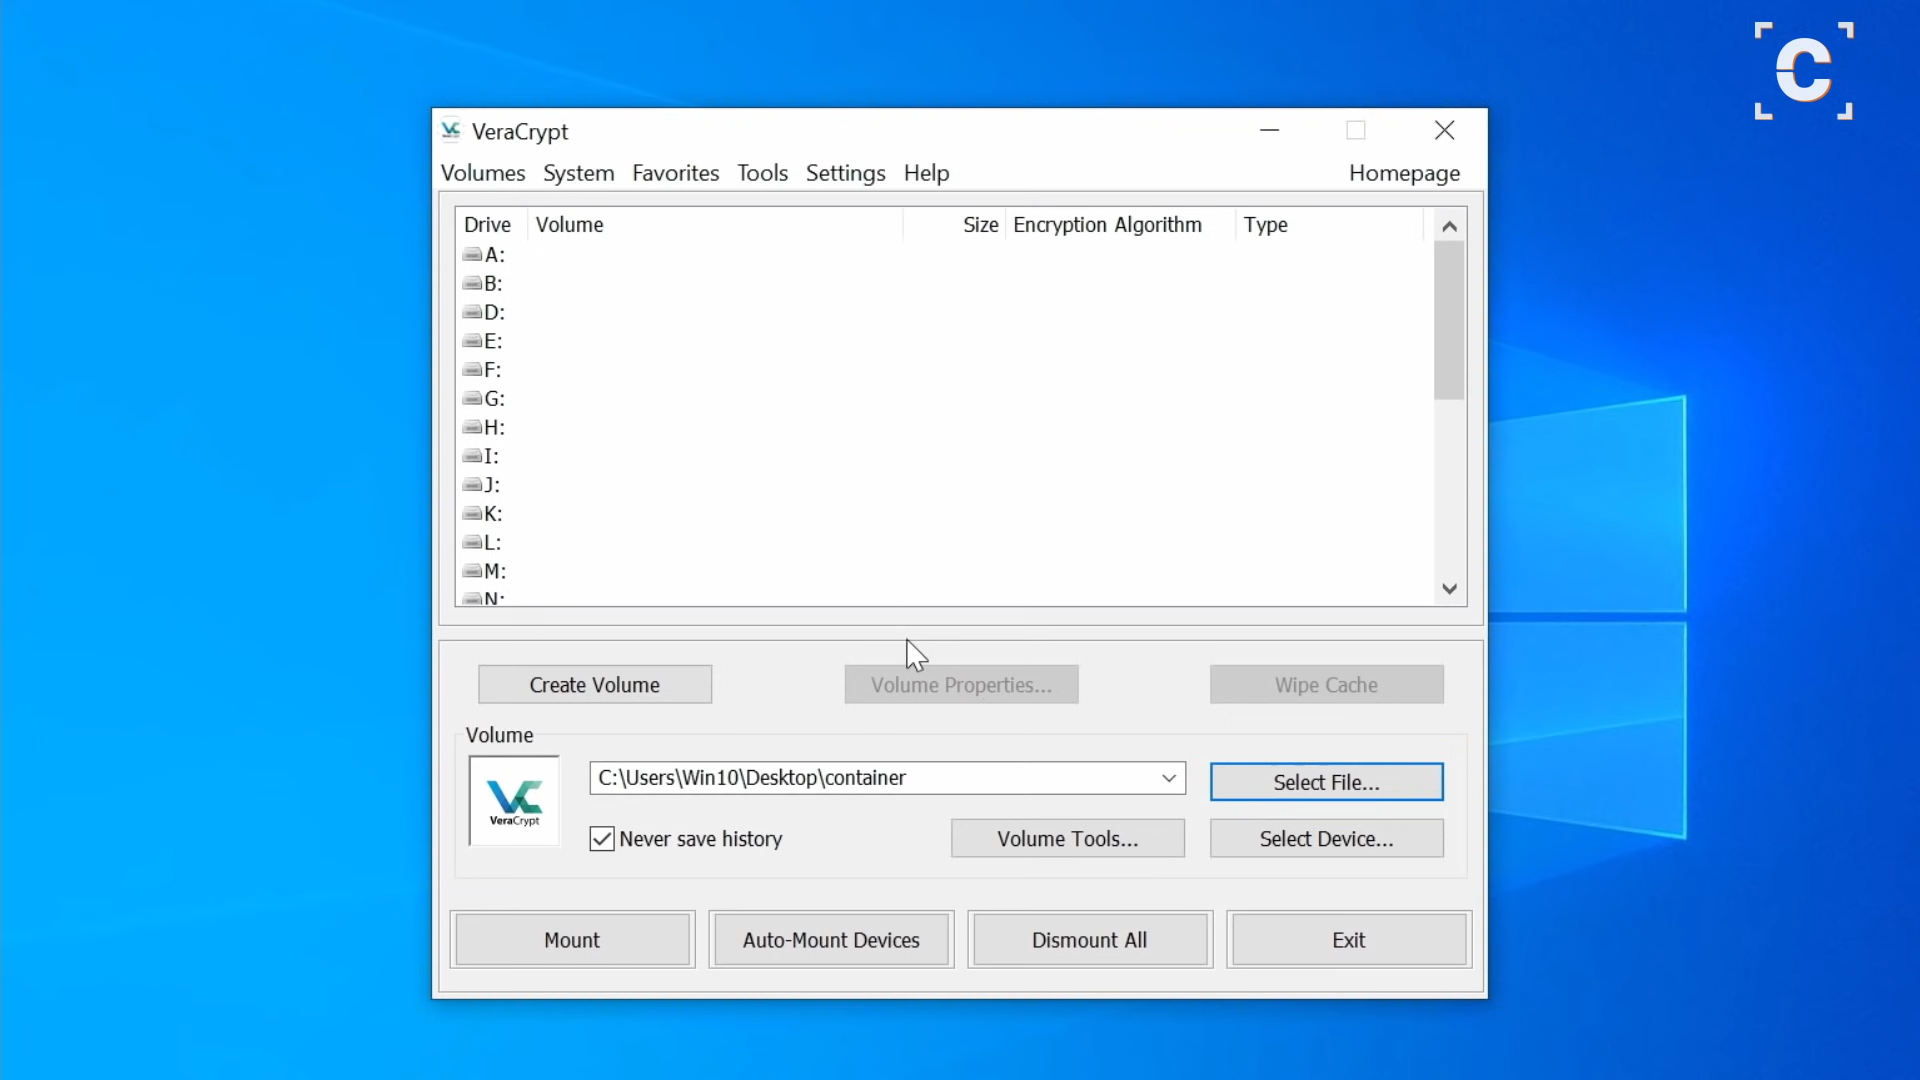 C
VeraCrypt
Volumes System Favorites Tools Settings Help Homepage
Drive Volume Size Encryption Algorithm Type
A:
B:
D:
E:
F:
G:
H:
I:
J:
K:
L:
M:
N:
Create Volume Volume Properties... Wipe Cache
Volume
C:\Users\Win10\Desktop\container Select File...
VeraCrypt
Never save history Volume Tools... Select Device...
Mount Auto-Mount Devices Dismount All Exit